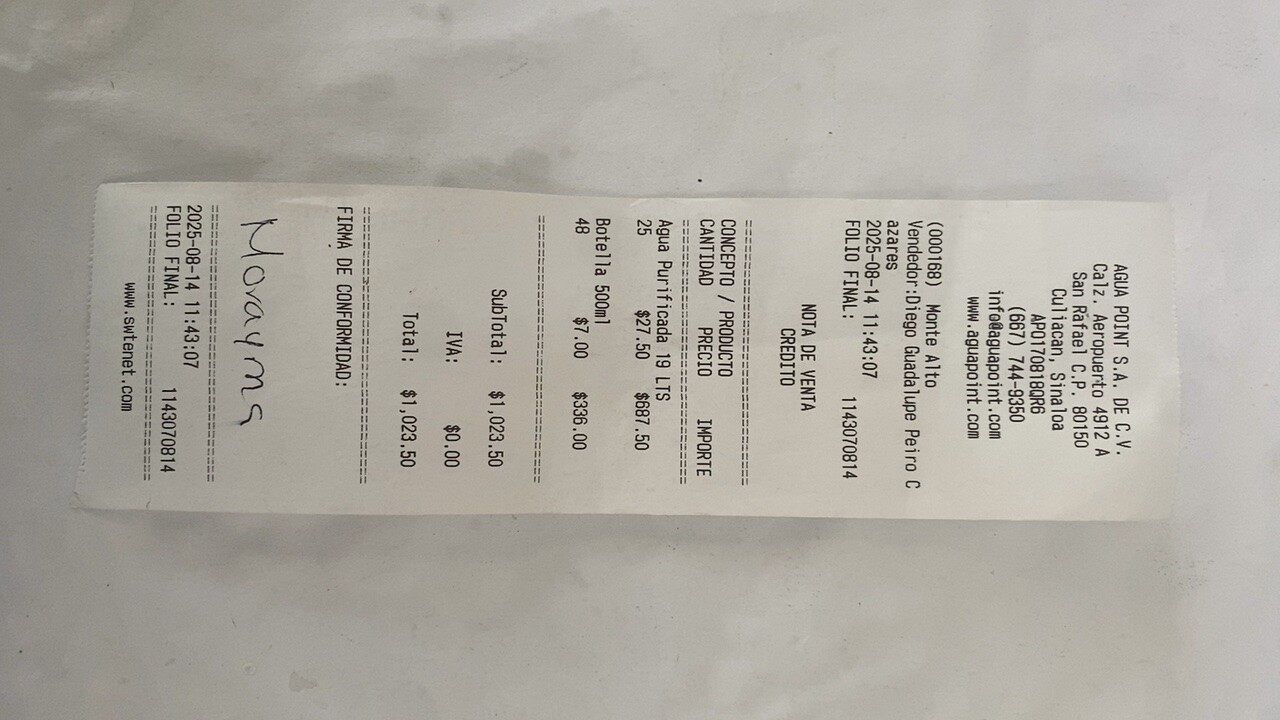 AGUA POINT S.A. DE C.V.
Calz. Aeropuerto 4912 A
San Rafael C.P. 80150
Culiacan, Sinaloa
APO170818QR6
(667) 744-9350
info@aguapoint.com
www.aguapoint.com
(000168) Monte Alto
Vendedor:Diego Guadalupe Peiro C
azares
2025-08-14 11:43:07
FOLIO FINAL: 1143070814
NOTA DE VENTA
CREDITO
CONCEPTO / PRODUCTO
CANTIDAD PRECIO IMPORTE
Agua Purificada 19 LTS
25 $27.50 $687.50
Botella 500ml
48 $7.00 $336.00
SubTotal: $1,023.50
IVA: $0.00
Total: $1,023.50
FIRMA DE CONFORMIDAD:
Morayma
2025-08-14 11:43:07
FOLIO FINAL: 1143070814
www.swtenet.com